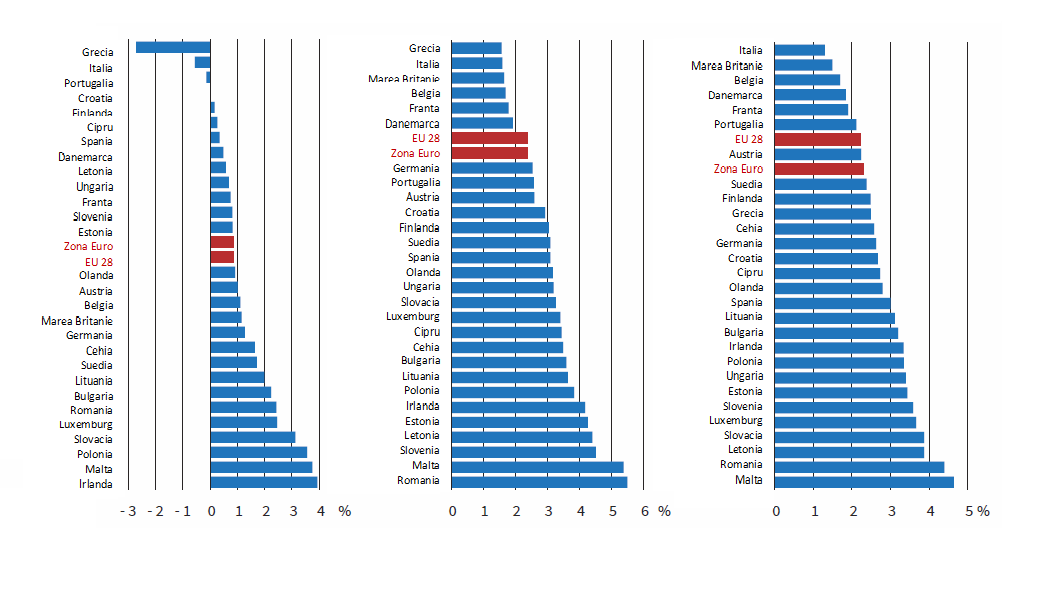 Grecia
Italia
Portugalia
Croatia
Finlanda
Cipru
Spania
Danemarca
Letonia
Ungaria
Franta
Slovenia
Estonia
Zona Euro
EU 28
Olanda
Austria
Belgia
Marea Britanie
Germania
Cehia
Suedia
Lituania
Bulgaria
Romania
Luxemburg
Slovacia
Polonia
Malta
Irlanda
-3 -2 -1 0 1 2 3 4 %
Grecia
Italia
Marea Britanie
Belgia
Franta
Danemarca
EU 28
Zona Euro
Germania
Portugalia
Austria
Croatia
Finlanda
Suedia
Spania
Olanda
Ungaria
Slovacia
Luxemburg
Cipru
Cehia
Bulgaria
Lituania
Polonia
Irlanda
Estonia
Letonia
Slovenia
Malta
Romania
0 1 2 3 4 5 6 %
Italia
Marea Britanie
Belgia
Danemarca
Franta
Portugalia
EU 28
Austria
Zona Euro
Suedia
Finlanda
Grecia
Cehia
Germania
Croatia
Cipru
Olanda
Spania
Lituania
Bulgaria
Irlanda
Polonia
Ungaria
Estonia
Slovenia
Luxemburg
Slovacia
Letonia
Romania
Malta
0 1 2 3 4 5 %